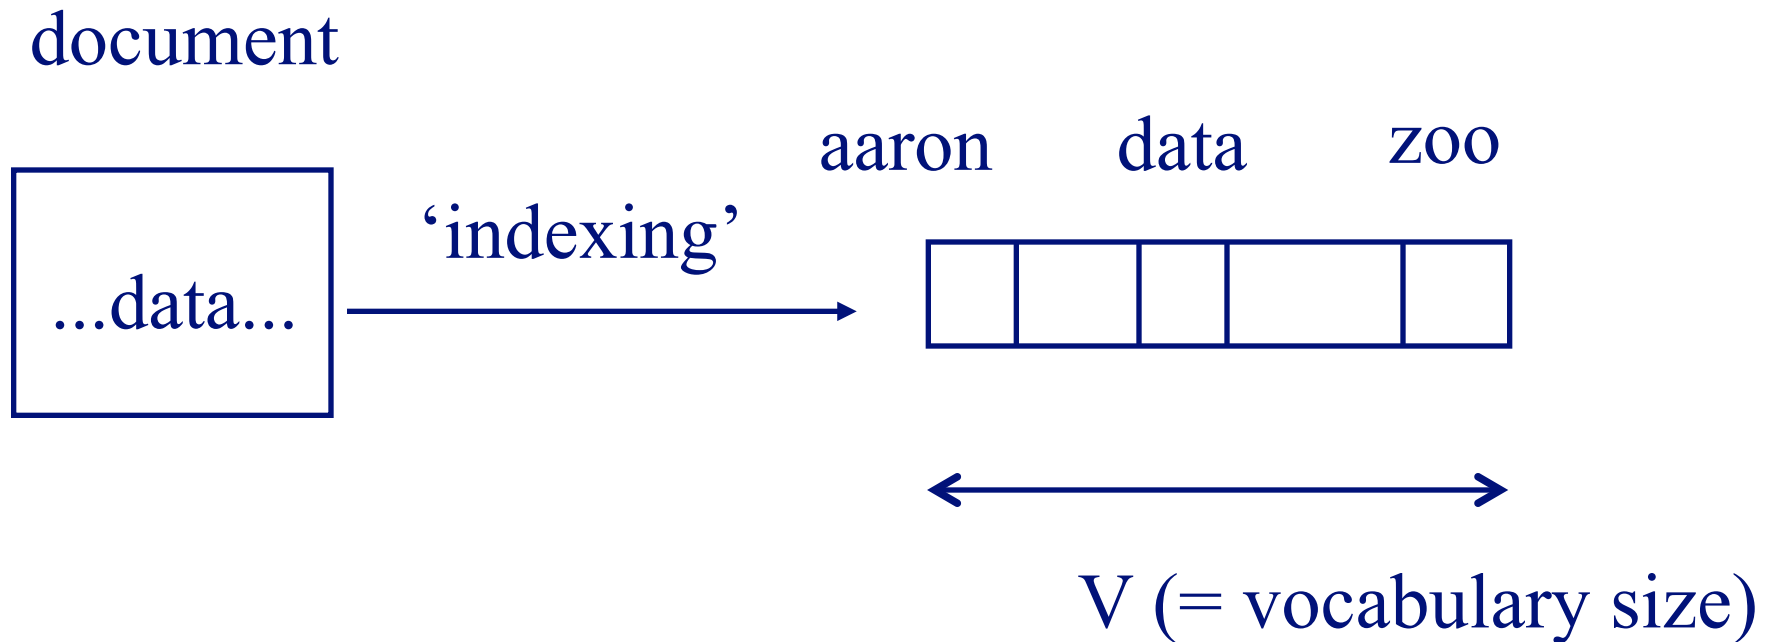 document
aaron data zoo
‘indexing’
...data...
V (= vocabulary size)